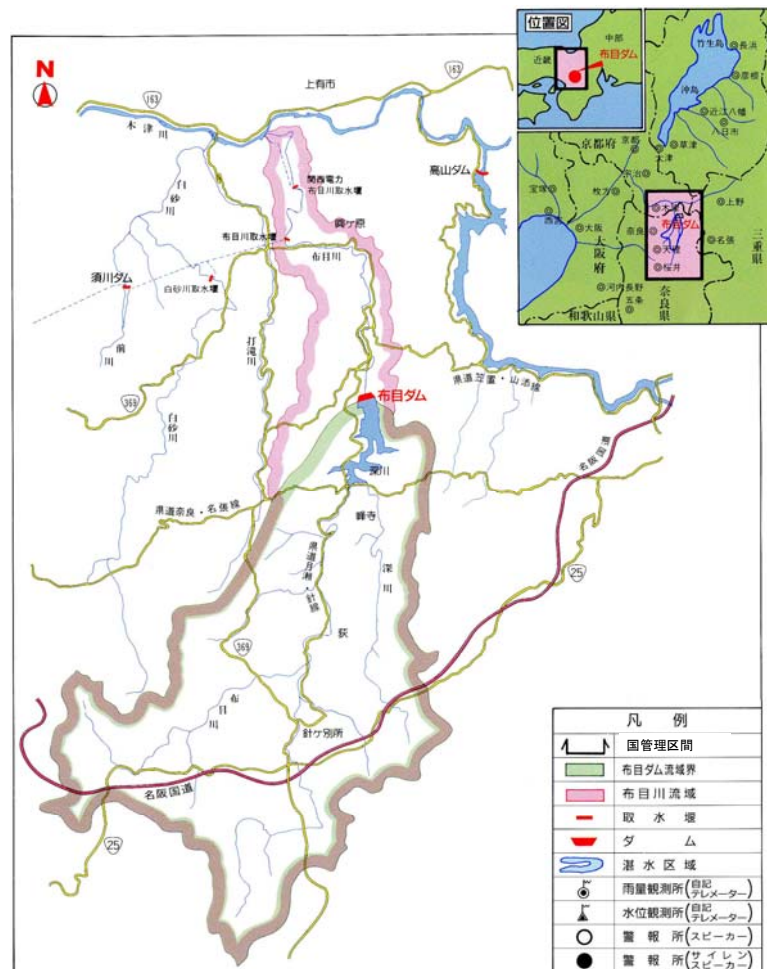 N
163
上有市
163
木津川
関西電力
布目川取水堰
高山ダム
白砂川
布目川取水堰
布目川
須川ダム
白砂川取水堰
前川
打滝川
369
白砂川
県道笠置・山添線
布目ダム
名阪国道
深川
県道奈良・名張線
峰寺
深川
県道月瀬・針線
25
荻
369
布目川
針ヶ別所
名阪国道
25
位置図
中部
近畿
布目ダム
竹生島
長浜
彦根
沖島
近江八幡
八日市
草津
大津
京都府
京都
宇治
宝塚
枚方
木津
上野
布目ダム
奈良
大阪
天理
名張
三重県
大阪府
桜井
河内長野
五条
奈良県
和歌山県
凡 例
国管理区間
布目ダム流域界
布目川流域
取水堰
ダム
湛水区域
雨量観測所(自記テレメーター)
水位観測所(自記テレメーター)
警報所(スピーカー)
警報所(サイレンスピーカー)